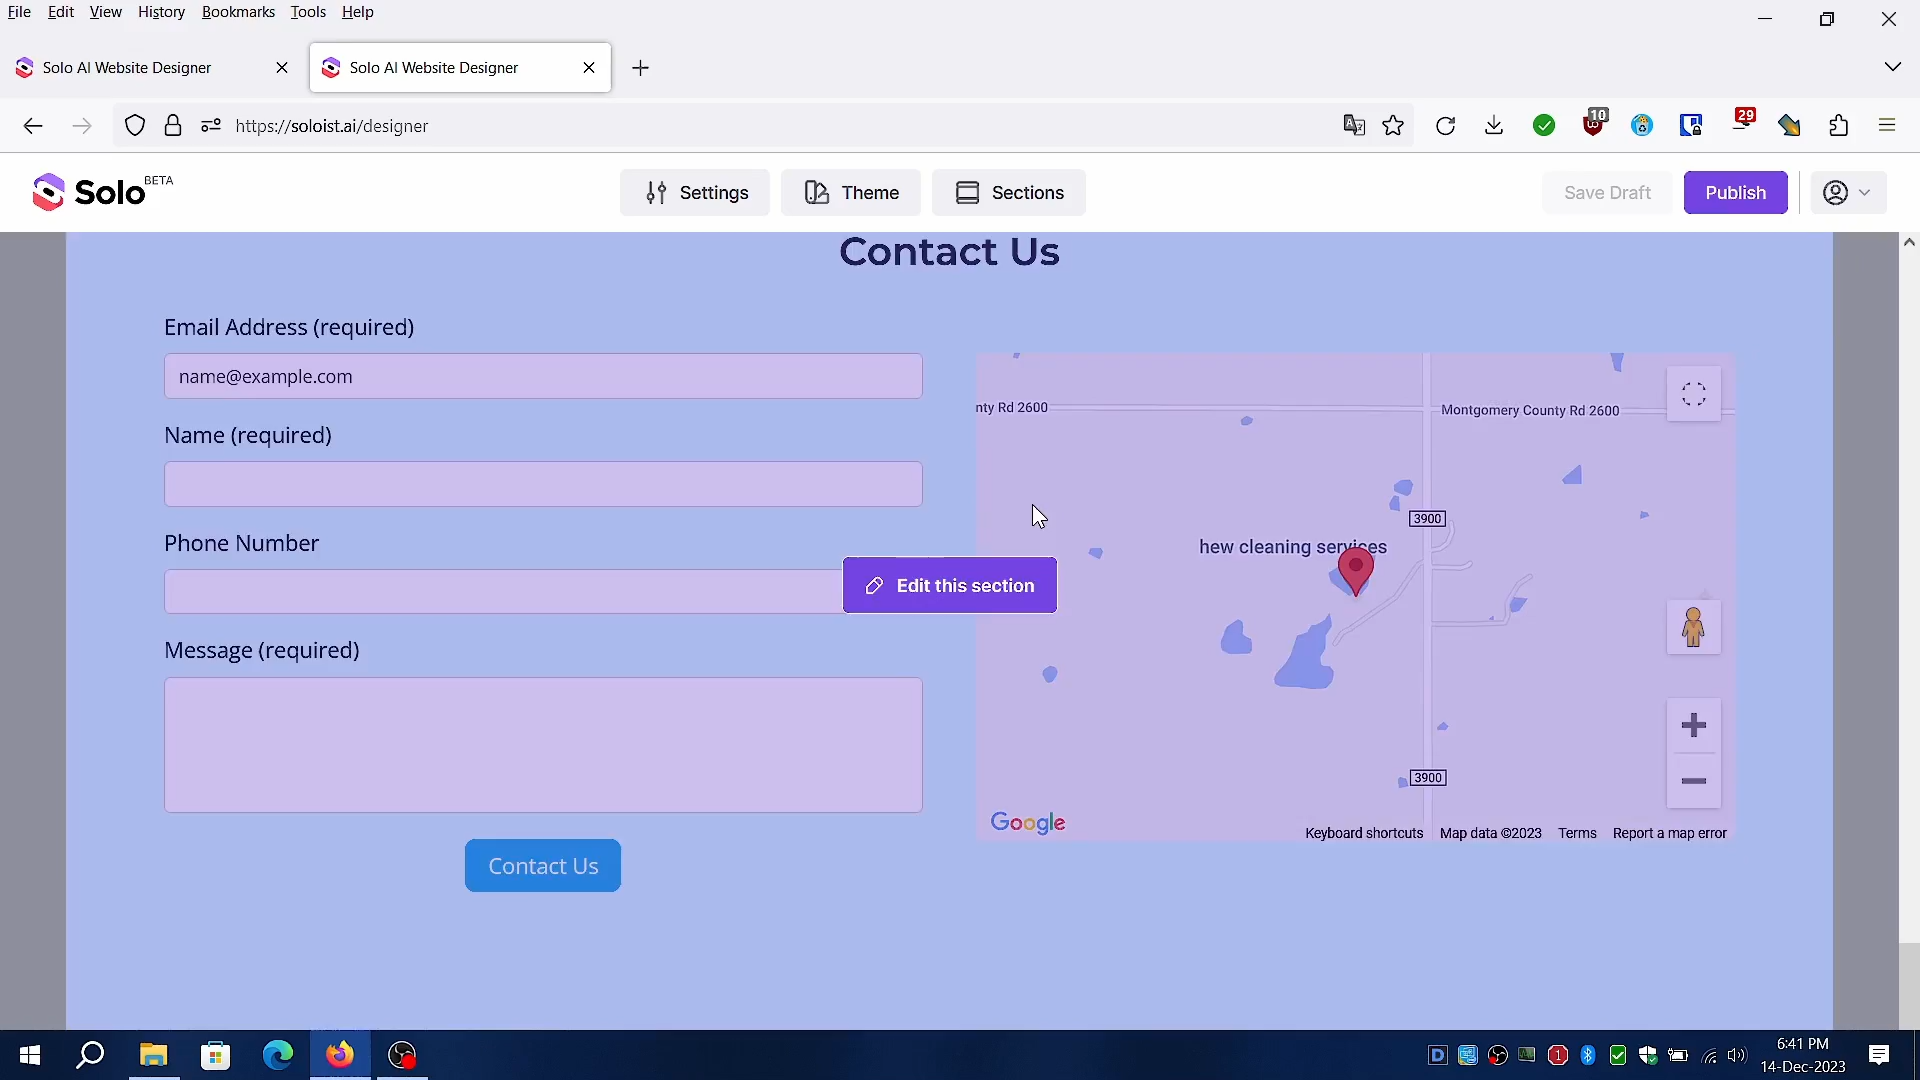 File Edit View History Bookmarks Tools Help
Solo AI Website Designer
Solo AI Website Designer
https://soloist.ai/designer
10
29
Solo BETA
Settings
Theme
Sections
Save Draft
Publish
Contact Us
Email Address (required)
name@example.com
Name (required)
Phone Number
Edit this section
Message (required)
Contact Us
nty Rd 2600
Montgomery County Rd 2600
3900
hew cleaning services
3900
Google
Keyboard shortcuts
Map data ©2023
Terms
Report a map error
6:41 PM
14-Dec-2023